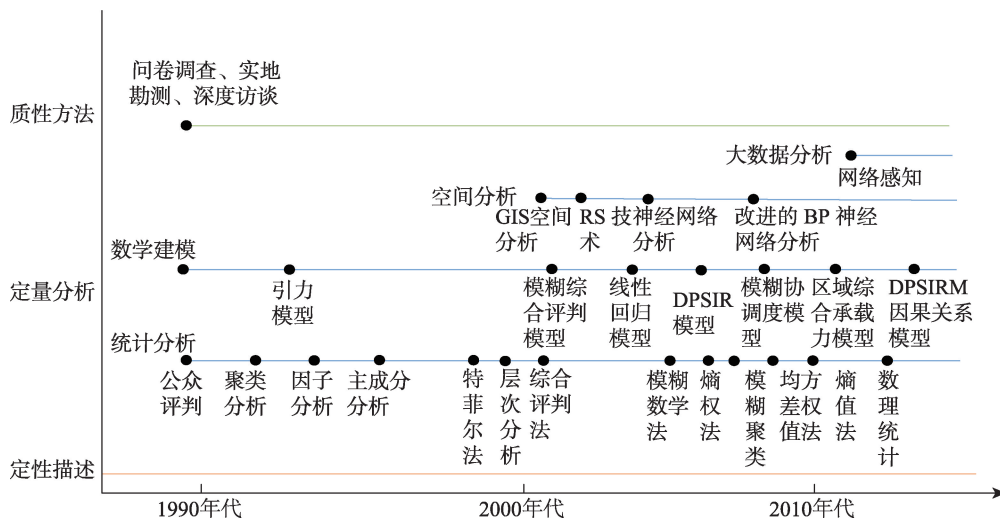 问卷调查、实地
勘测、深度访谈
质性方法
大数据分析
网络感知
空间分析
GIS空间
分析
RS
术
技神经网络
分析
改进的 BP 神经
网络分析
数学建模
定量分析
引力
模型
模糊综
合评判
模型
线性
回归
模型
DPSIR
模型
模糊协
调度模
型
区域综
合承载
力模型
DPSIRM
因果关系
模型
统计分析
公众
评判
聚类
分析
因子
分析
主成分
分析
特
菲
尔
法
层
次
分
析
综合
评判
法
模糊
数学
法
熵
权
法
模
糊
聚
类
均方
差权
值法
熵
值
法
数
理
统
计
定性描述
1990年代
2000年代
2010年代